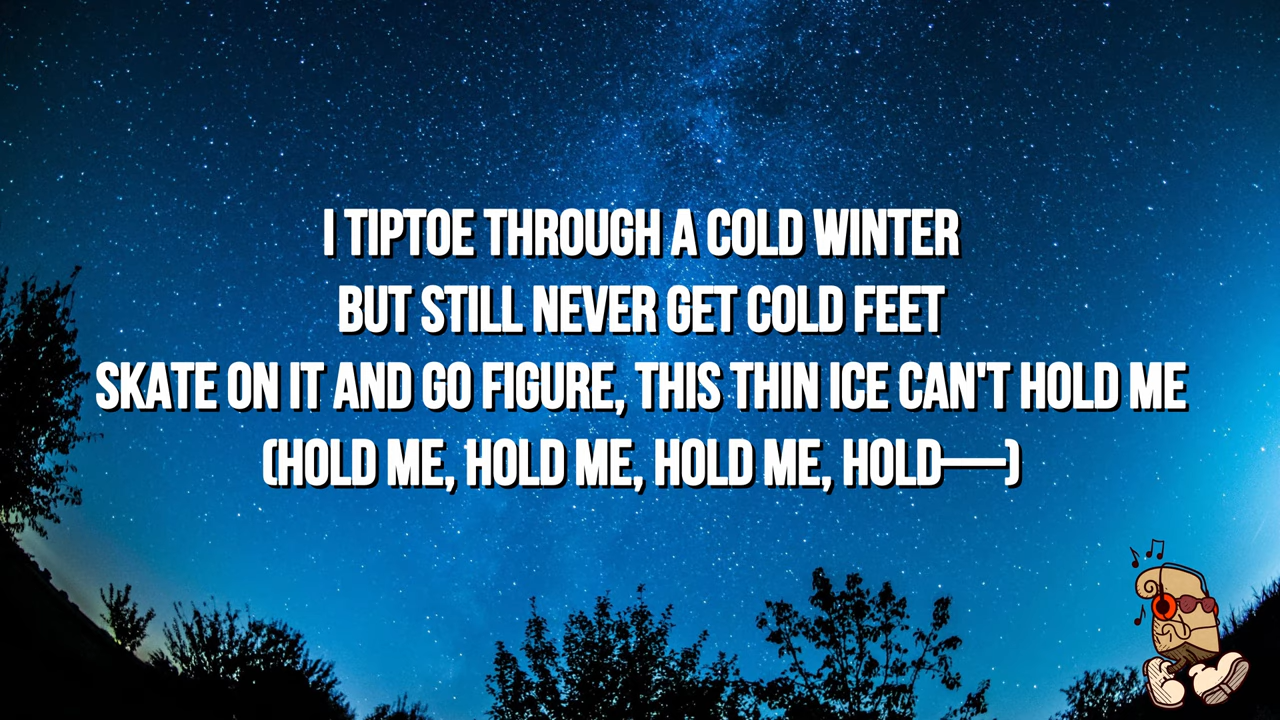 I TIPTOE THROUGH A COLD WINTER
BUT STILL NEVER GET COLD FEET
SKATE ON IT AND GO FIGURE, THIS THIN ICE CAN'T HOLD ME
(HOLD ME, HOLD ME, HOLD ME, HOLD—)